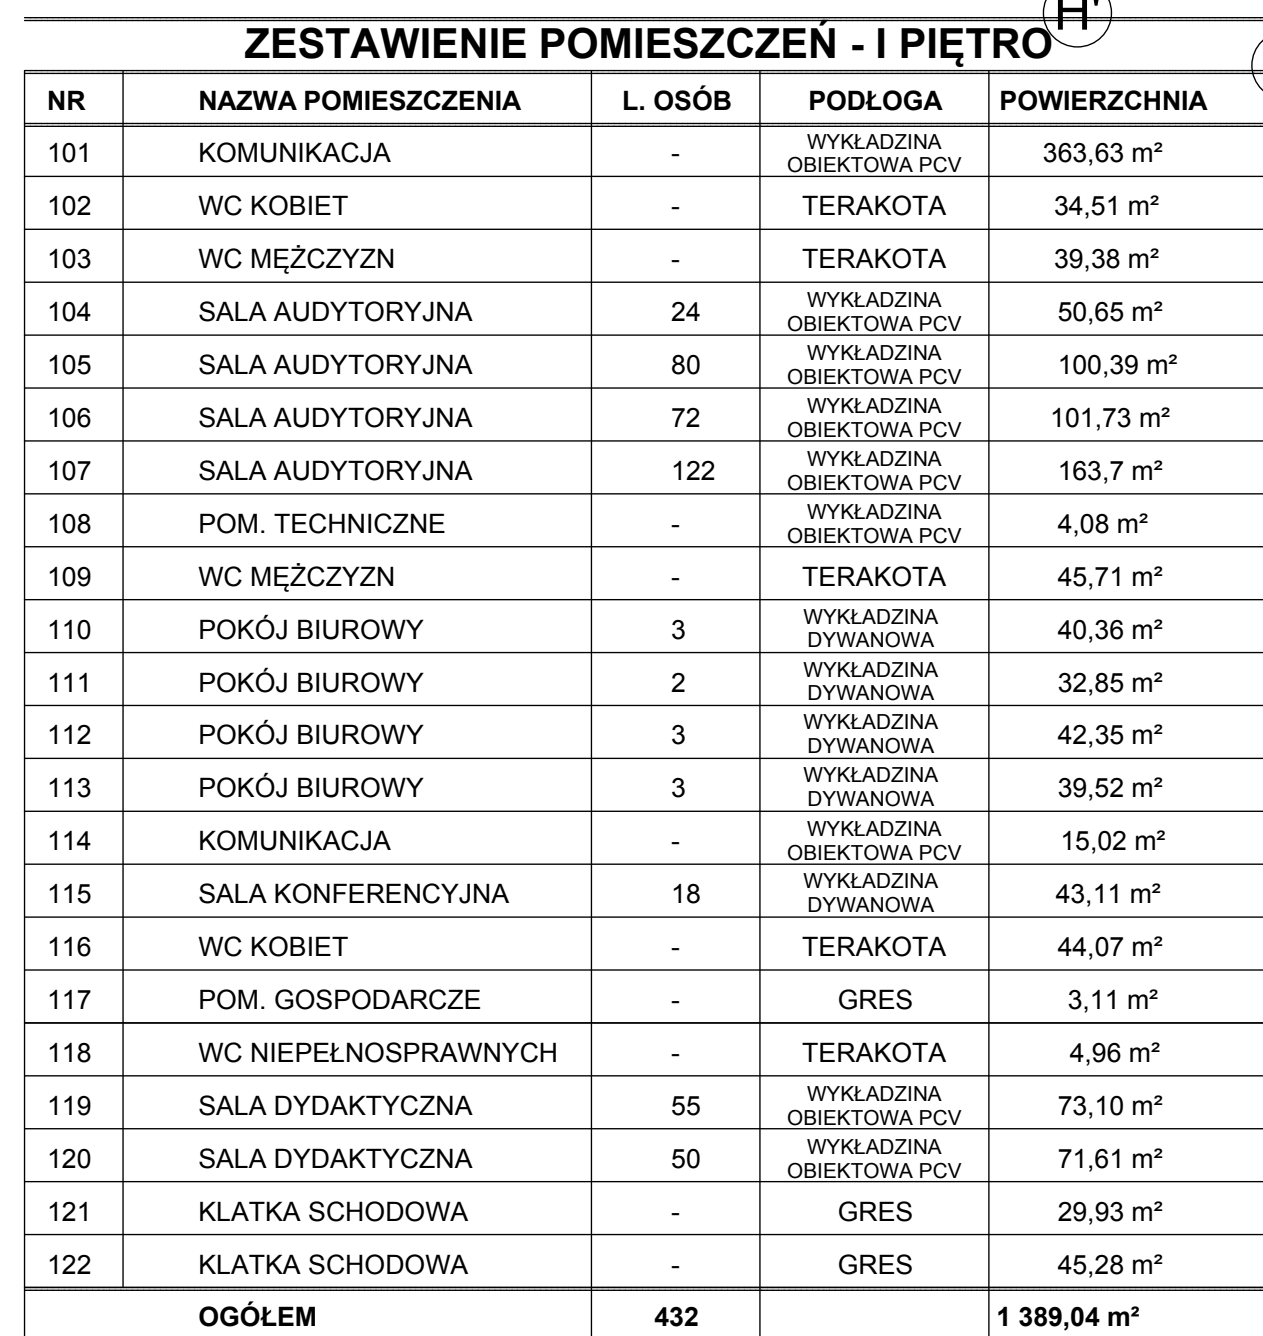 H'
ZESTAWIENIE POMIESZCZEŃ - I PIĘTRO
NR NAZWA POMIESZCZENIA L. OSÓB PODŁOGA POWIERZCHNIA
101 KOMUNIKACJA - WYKŁADZINA OBIEKTOWA PCV 363,63 m²
102 WC KOBIET - TERAKOTA 34,51 m²
103 WC MĘŻCZYZN - TERAKOTA 39,38 m²
104 SALA AUDYTORYJNA 24 WYKŁADZINA OBIEKTOWA PCV 50,65 m²
105 SALA AUDYTORYJNA 80 WYKŁADZINA OBIEKTOWA PCV 100,39 m²
106 SALA AUDYTORYJNA 72 WYKŁADZINA OBIEKTOWA PCV 101,73 m²
107 SALA AUDYTORYJNA 122 WYKŁADZINA OBIEKTOWA PCV 163,7 m²
108 POM. TECHNICZNE - WYKŁADZINA OBIEKTOWA PCV 4,08 m²
109 WC MĘŻCZYZN - TERAKOTA 45,71 m²
110 POKÓJ BIUROWY 3 WYKŁADZINA DYWANOWA 40,36 m²
111 POKÓJ BIUROWY 2 WYKŁADZINA DYWANOWA 32,85 m²
112 POKÓJ BIUROWY 3 WYKŁADZINA DYWANOWA 42,35 m²
113 POKÓJ BIUROWY 3 WYKŁADZINA DYWANOWA 39,52 m²
114 KOMUNIKACJA - WYKŁADZINA OBIEKTOWA PCV 15,02 m²
115 SALA KONFERENCYJNA 18 WYKŁADZINA DYWANOWA 43,11 m²
116 WC KOBIET - TERAKOTA 44,07 m²
117 POM. GOSPODARCZE - GRES 3,11 m²
118 WC NIEPEŁNOSPRAWNYCH - TERAKOTA 4,96 m²
119 SALA DYDAKTYCZNA 55 WYKŁADZINA OBIEKTOWA PCV 73,10 m²
120 SALA DYDAKTYCZNA 50 WYKŁADZINA OBIEKTOWA PCV 71,61 m²
121 KLATKA SCHODOWA - GRES 29,93 m²
122 KLATKA SCHODOWA - GRES 45,28 m²
OGÓŁEM 432 1 389,04 m²